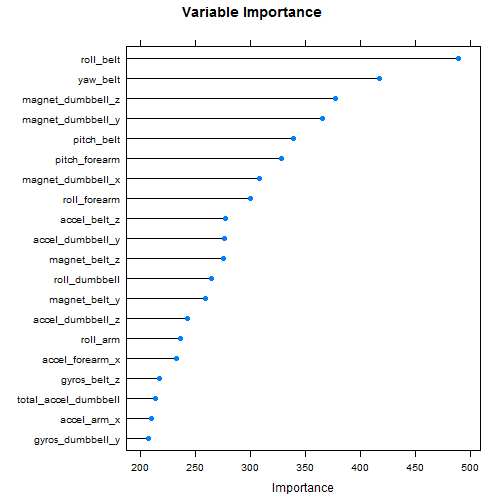 Variable Importance
roll_belt
yaw_belt
magnet_dumbbell_z
magnet_dumbbell_y
pitch_belt
pitch_forearm
magnet_dumbbell_x
roll_forearm
accel_belt_z
accel_dumbbell_y
magnet_belt_z
roll_dumbbell
magnet_belt_y
accel_dumbbell_z
roll_arm
accel_forearm_x
gyros_belt_z
total_accel_dumbbell
accel_arm_x
gyros_dumbbell_y
200 250 300 350 400 450 500
Importance